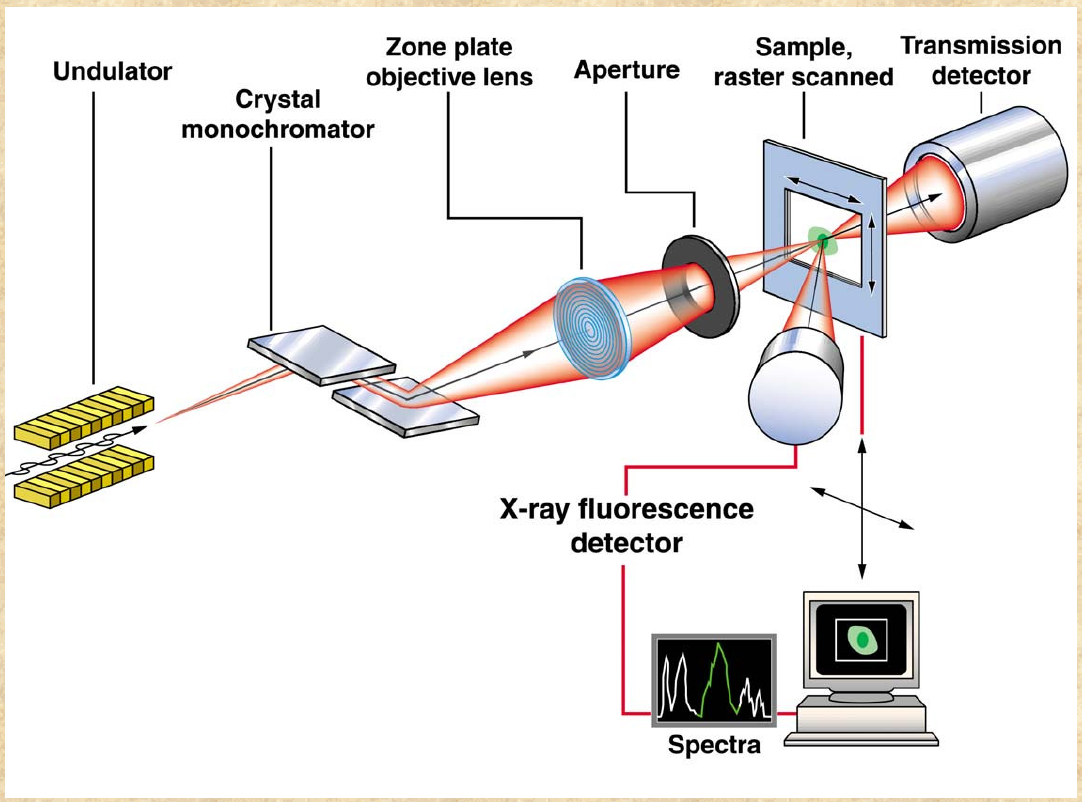 Undulator
Crystal
monochromator
Zone plate
objective lens
Aperture
Sample,
raster scanned
Transmission
detector
X-ray fluorescence
detector
Spectra